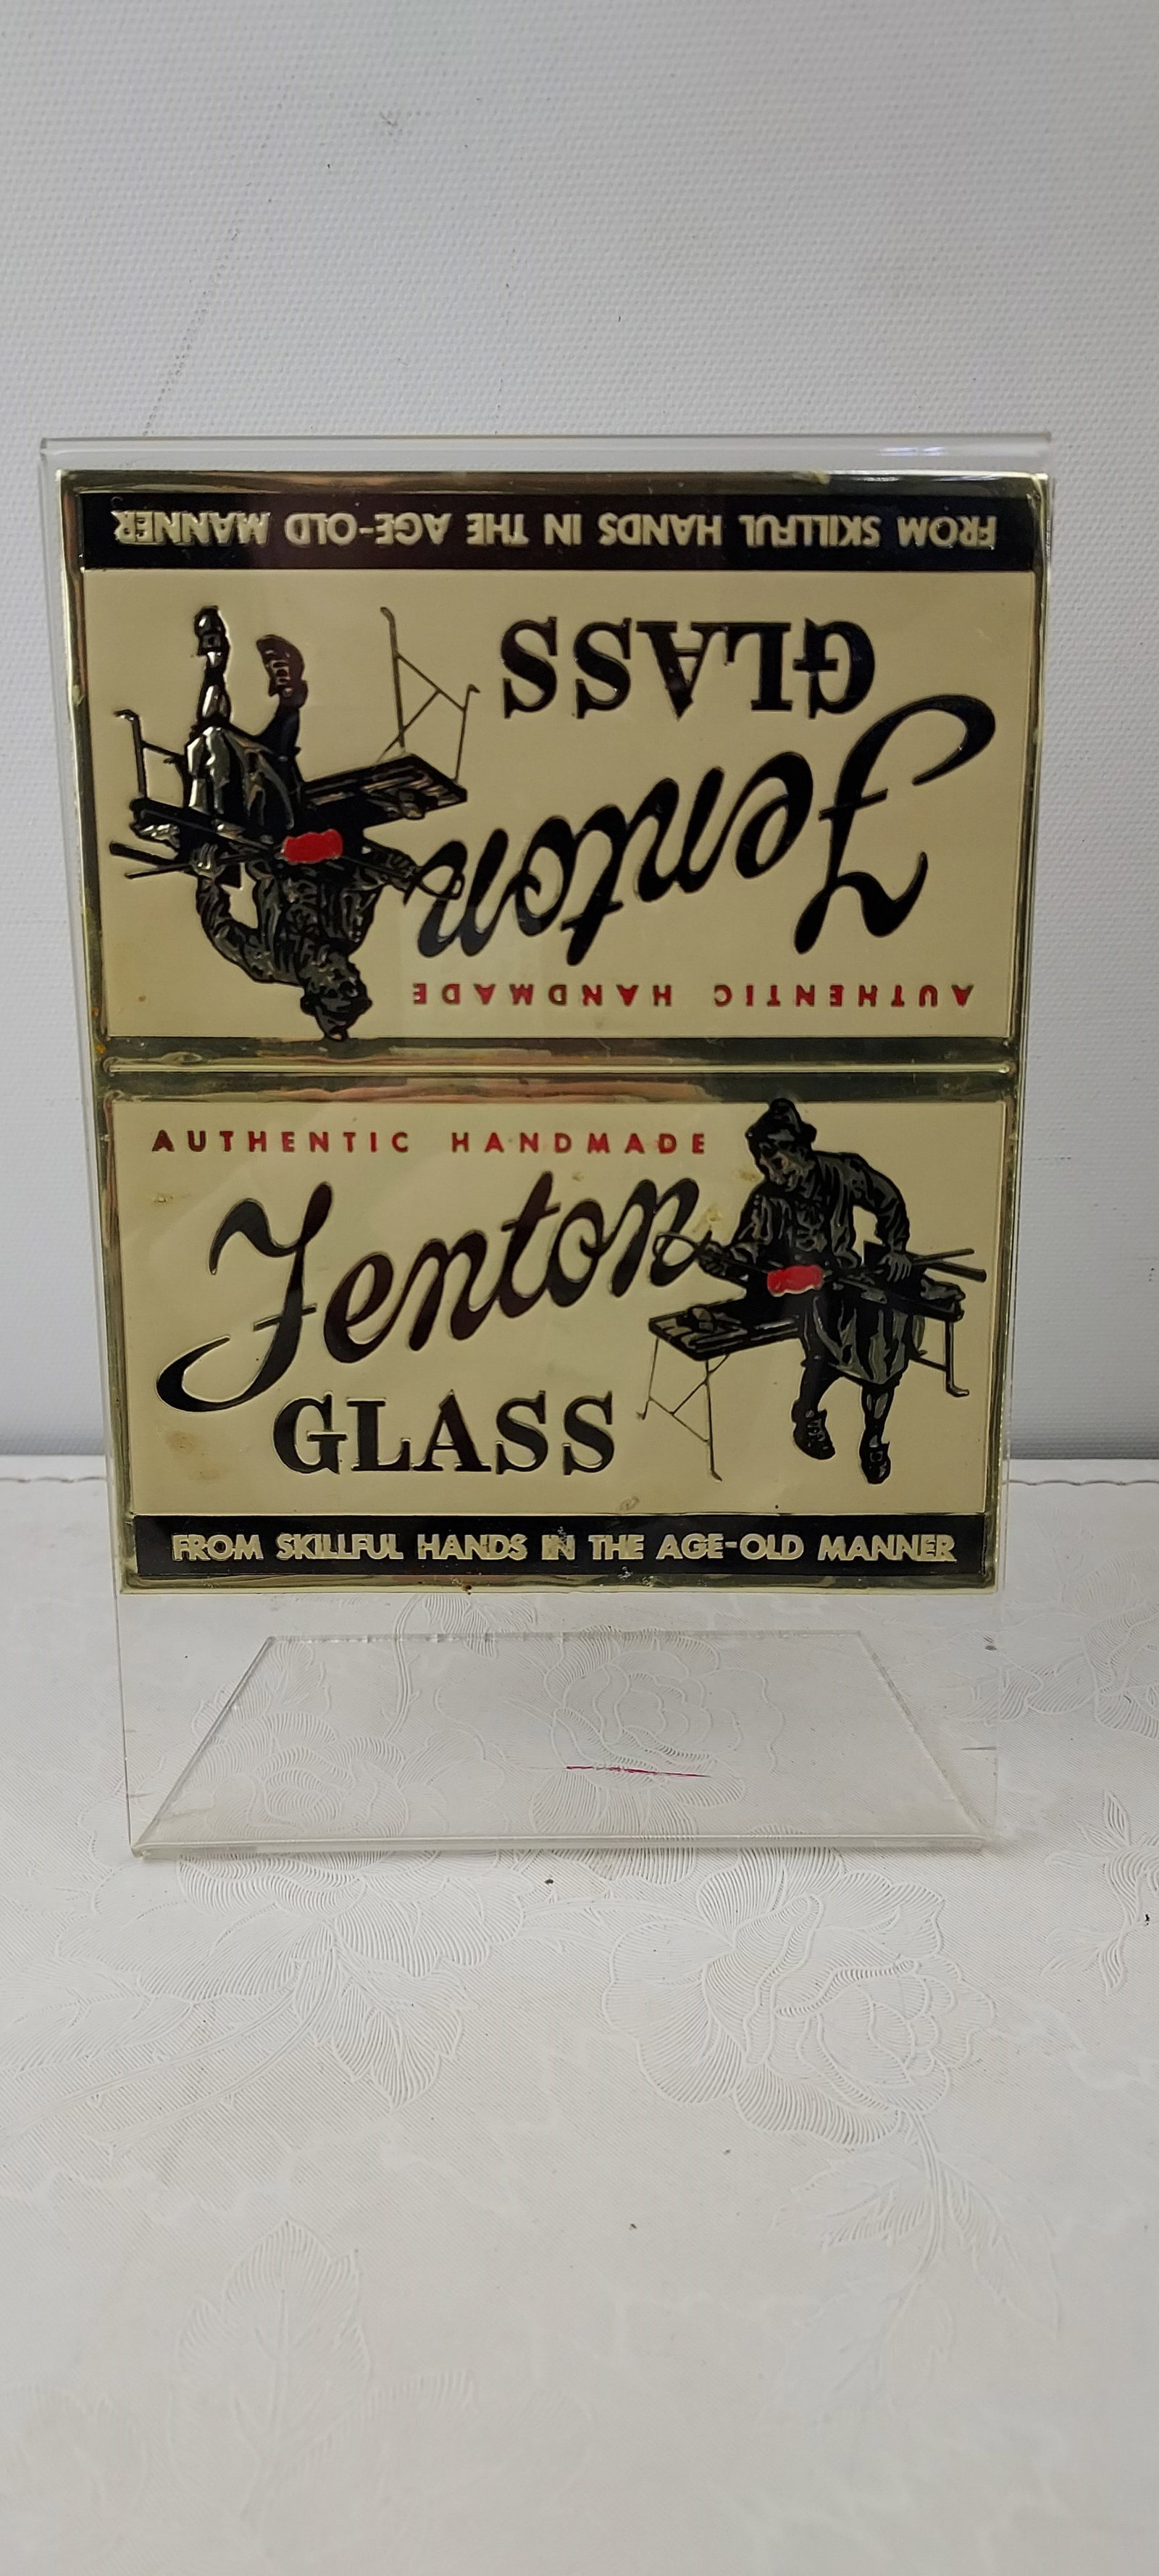 FROM SKILLFUL HANDS IN THE AGE-OLD MANNER
GLASS
Fenton
AUTHENTIC HANDMADE
AUTHENTIC HANDMADE
Fenton
GLASS
FROM SKILLFUL HANDS IN THE AGE-OLD MANNER